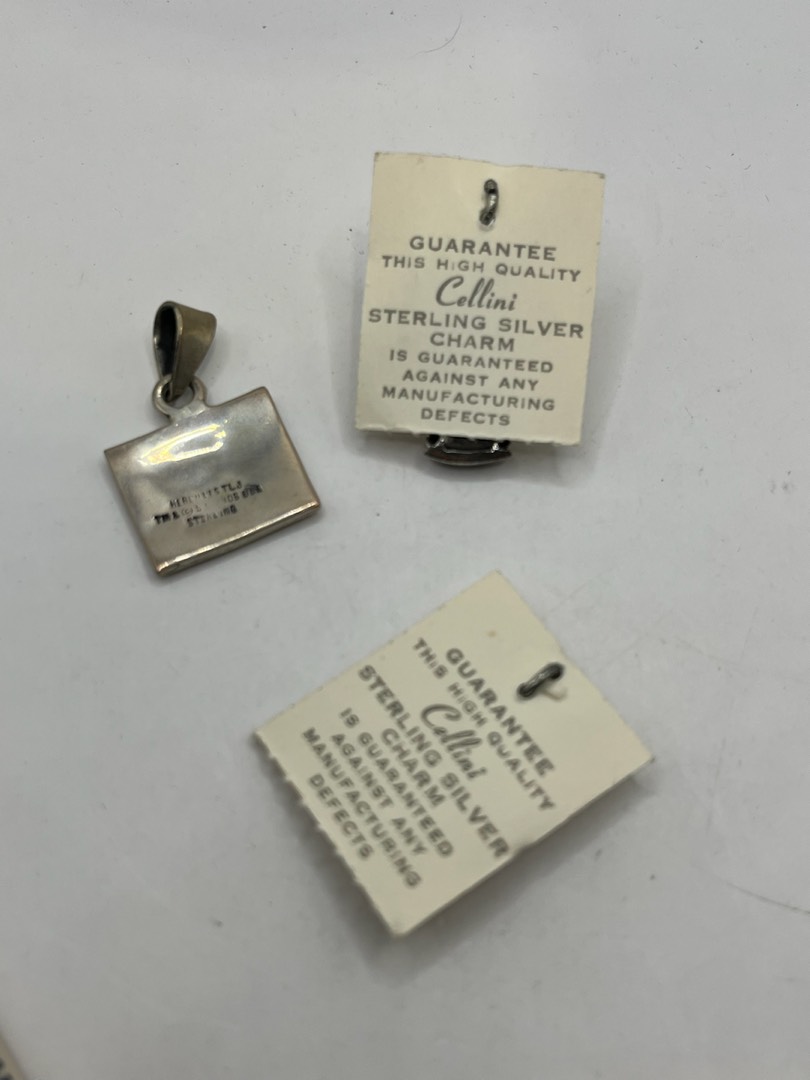 GUARANTEE
THIS HIGH QUALITY
Cellini
STERLING SILVER
CHARM
IS GUARANTEED
AGAINST ANY
MANUFACTURING
DEFECTS
STERLING
GUARANTEE
THIS HIGH QUALITY
Cellini
STERLING SILVER
CHARM
IS GUARANTEED
AGAINST ANY
MANUFACTURING
DEFECTS